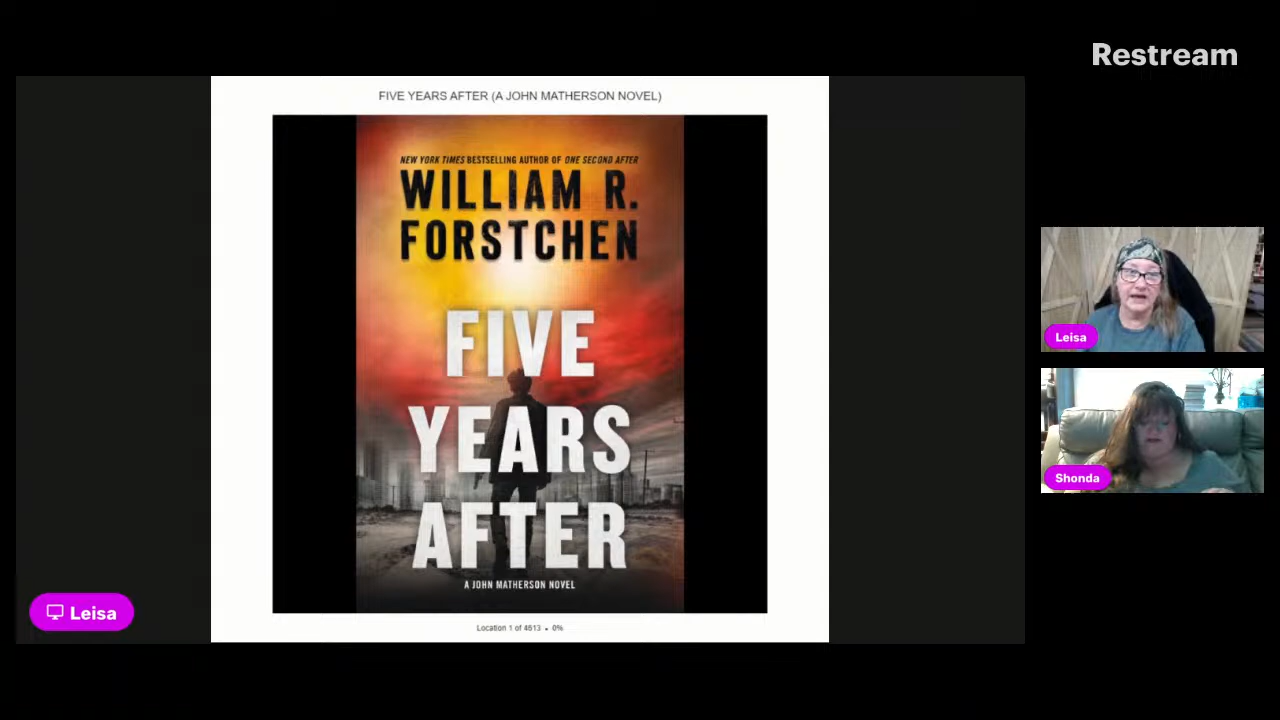 Restream
FIVE YEARS AFTER (A JOHN MATHERSON NOVEL)
NEW YORK TIMES BESTSELLING AUTHOR OF ONE SECOND AFTER
WILLIAM R.
FORSTCHEN
FIVE
YEARS
AFTER
A JOHN MATHERSON NOVEL
Location 1 of 4613 • 0%
Leisa
Leisa
Shonda